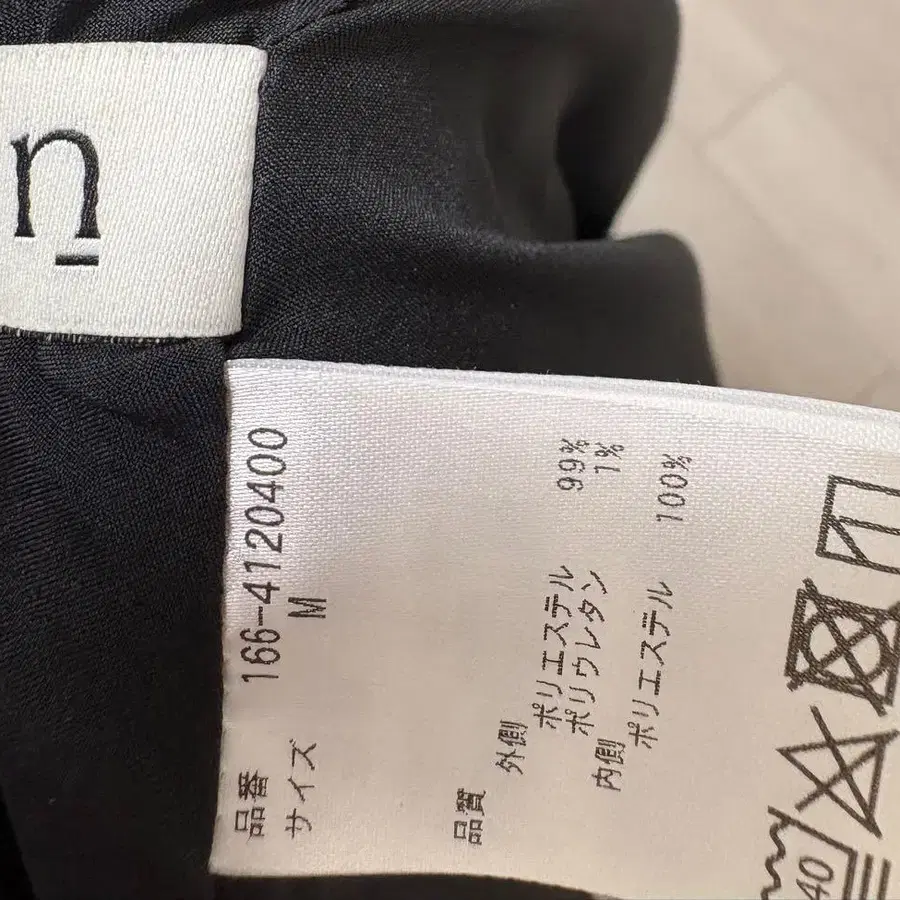 n
品番 166-4120400
サイズ M
品質
外側
ポリエステル 99%
ポリウレタン 1%
内側
ポリエステル 100%
40